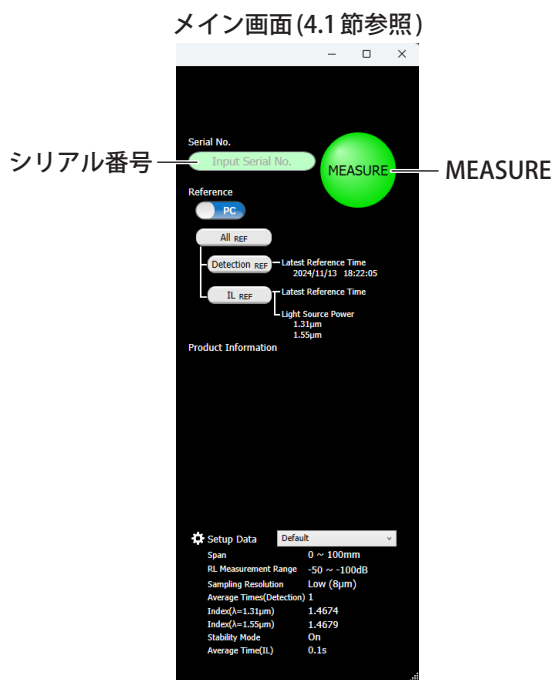 メイン画面(4.1 節参照)
Serial No.
シリアル番号
Input Serial No.
MEASURE
MEASURE
Reference
PC
All REF
Detection REF
Latest Reference Time
2024/11/13 18:22:05
IL REF
Latest Reference Time
Light Source Power
1.31μm
1.55μm
Product Information
Setup Data Default
Span 0 ~ 100mm
RL Measurement Range -50 ~ -100dB
Sampling Resolution Low (8μm)
Average Times(Detection) 1
Index(λ=1.31μm) 1.4674
Index(λ=1.55μm) 1.4679
Stability Mode On
Average Time(IL) 0.1s